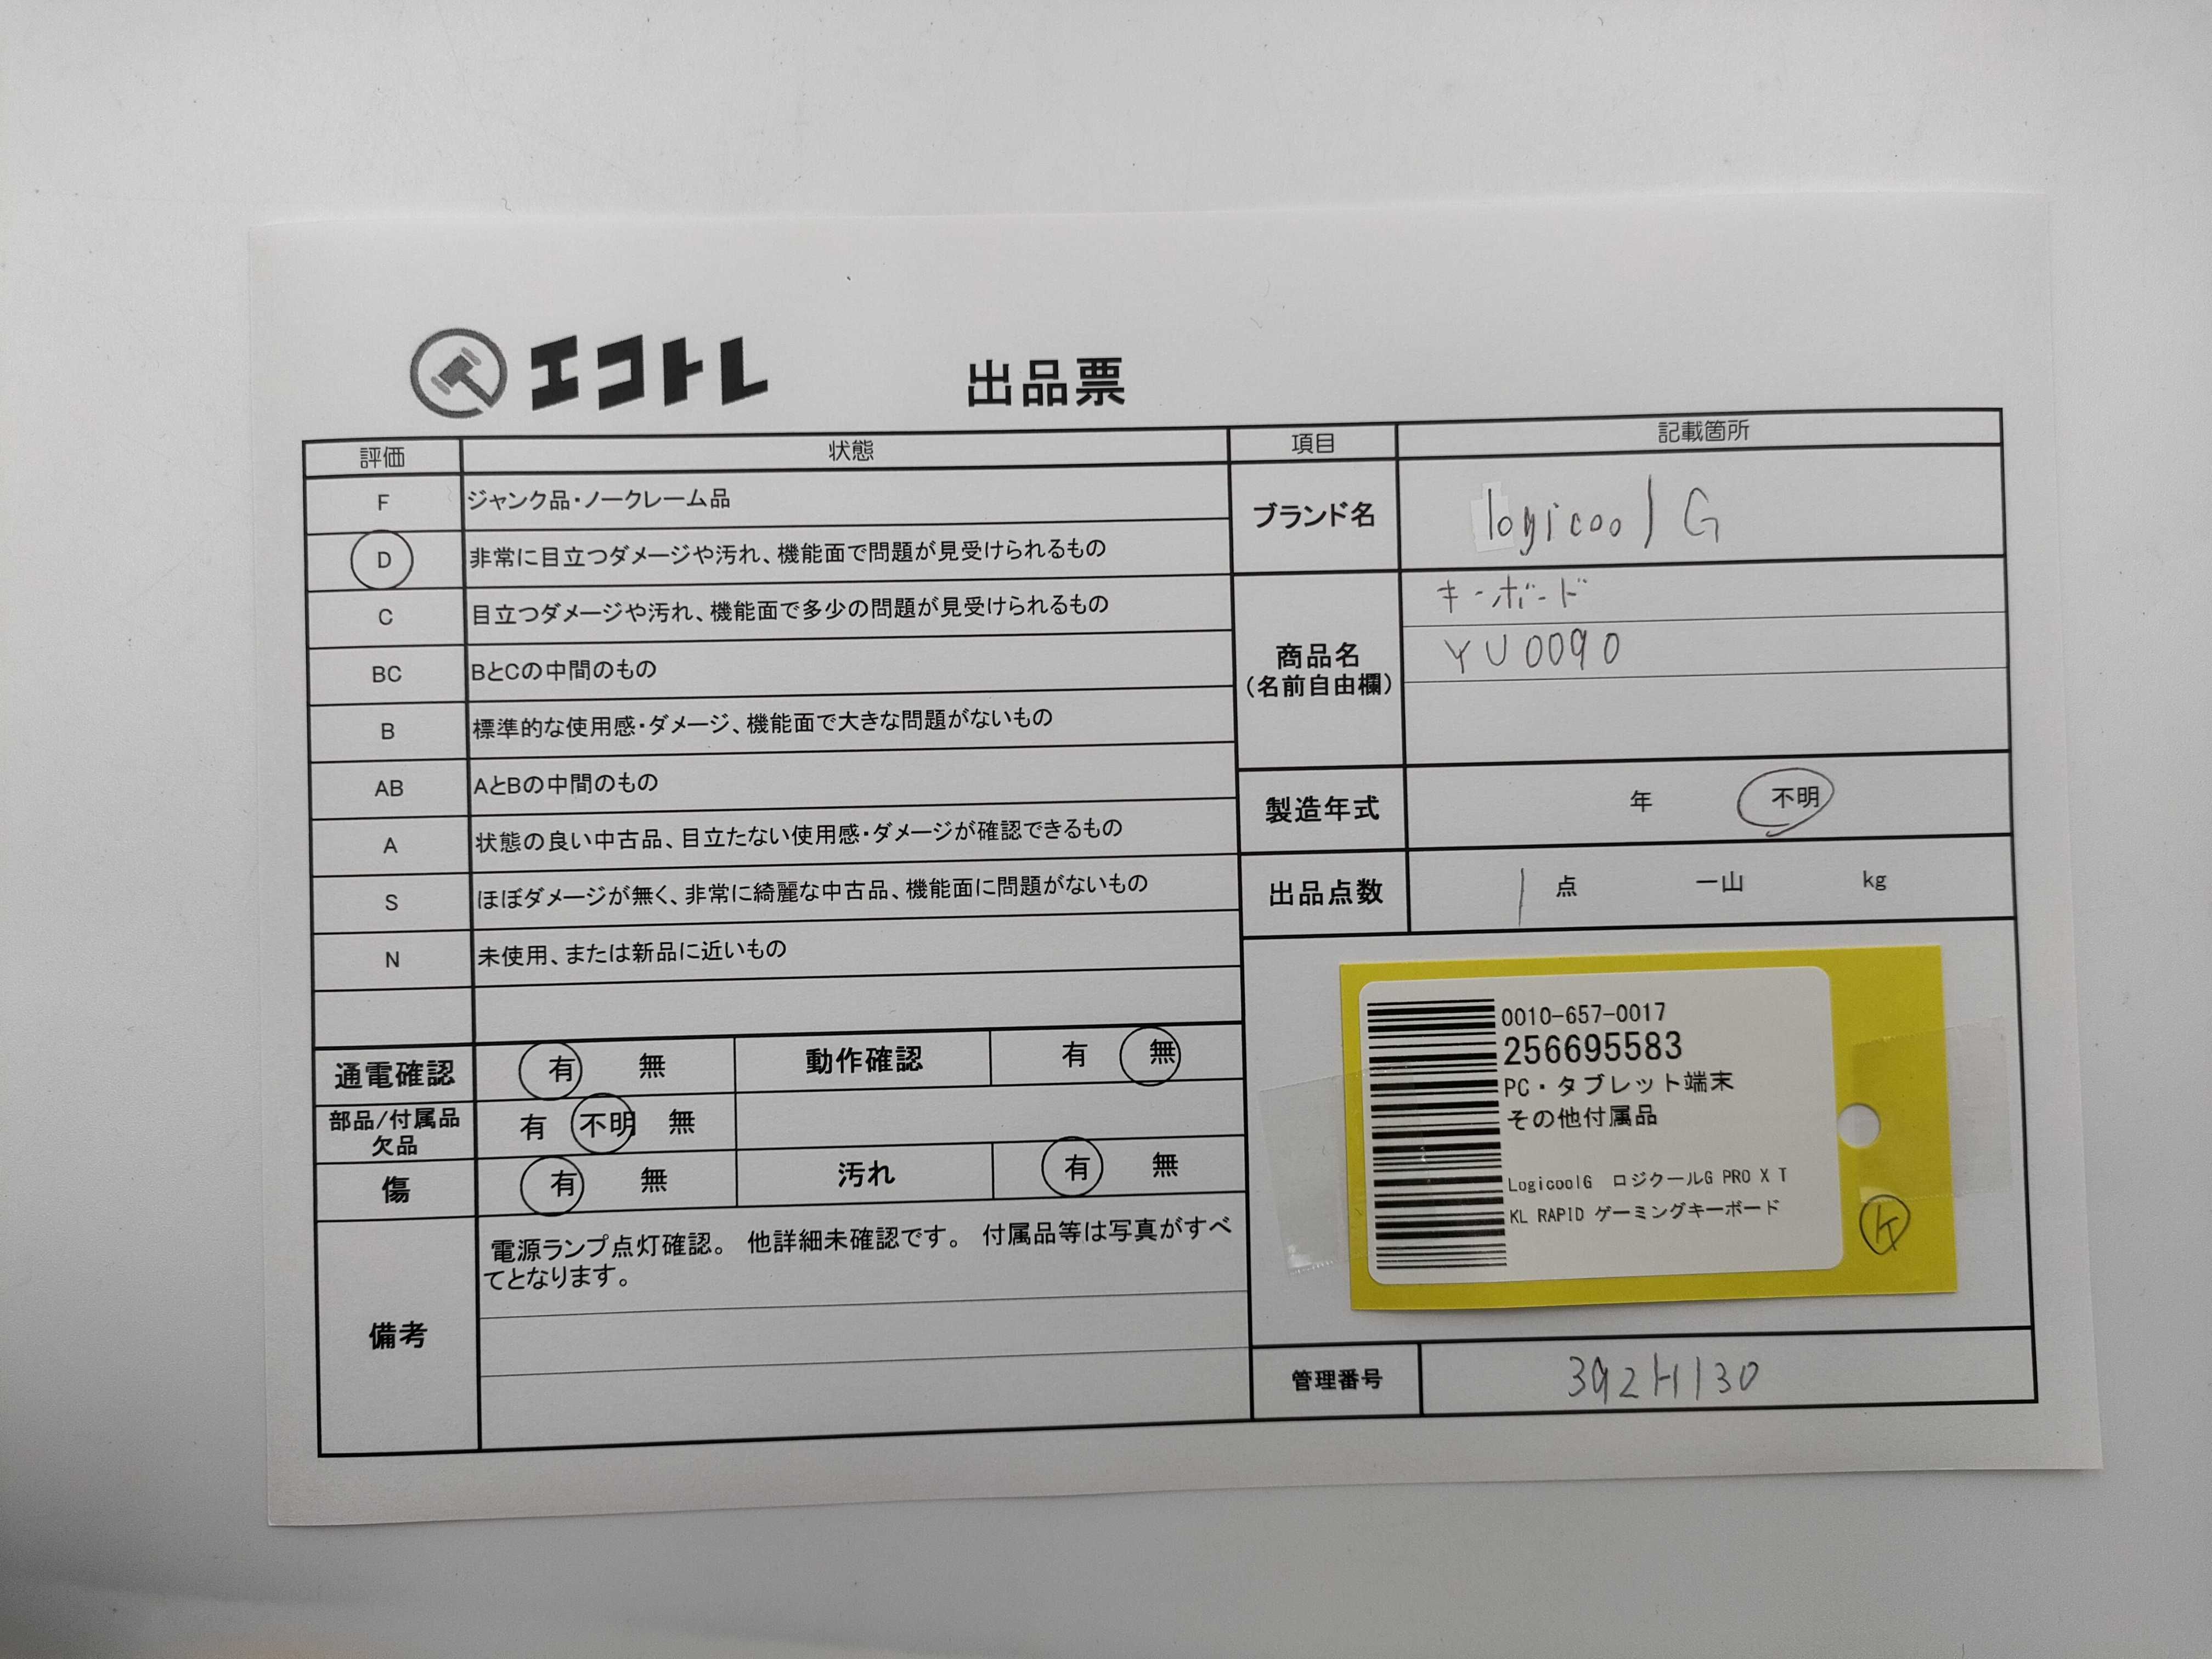 エコトレ 出品票
評価 状態
F ジャンク品・ノークレーム品
D 非常に目立つダメージや汚れ、機能面で問題が見受けられるもの
C 目立つダメージや汚れ、機能面で多少の問題が見受けられるもの
BC BとCの中間のもの
B 標準的な使用感・ダメージ、機能面で大きな問題がないもの
AB AとBの中間のもの
A 状態の良い中古品、目立たない使用感・ダメージが確認できるもの
S ほぼダメージが無く、非常に綺麗な中古品、機能面に問題がないもの
N 未使用、または新品に近いもの
通電確認 有 無 動作確認 有 無
部品/付属品
欠品 有 不明 無
傷 有 無 汚れ 有 無
備考
電源ランプ点灯確認。 他詳細未確認です。 付属品等は写真がすべ
てとなります。
項目 記載箇所
ブランド名 logicool G
商品名
(名前自由欄)
キーボード
YU0090
製造年式 年 不明
出品点数 1 点 一山 kg
0010-657-0017
256695583
PC・タブレット端末
その他付属品
LogicoolG ロジクールG PRO X T
KL RAPID ゲーミングキーボード
管理番号 392H130